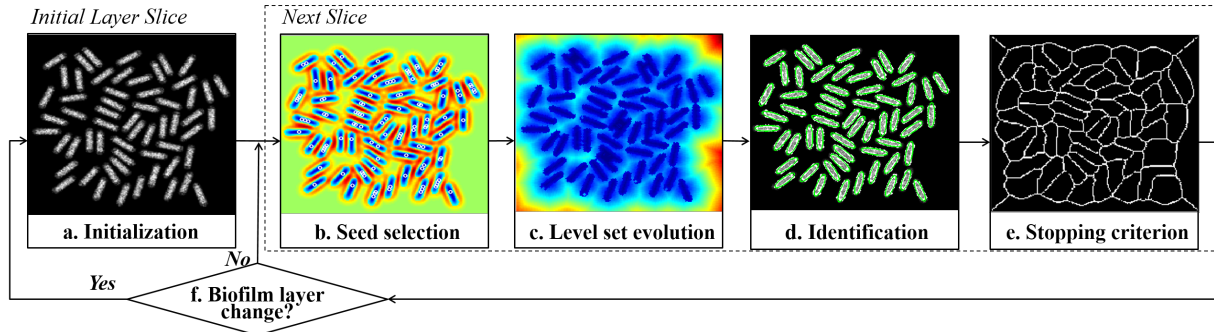 Initial Layer Slice
Next Slice
a. Initialization
b. Seed selection
c. Level set evolution
d. Identification
e. Stopping criterion
No
Yes
f. Biofilm layer
change?